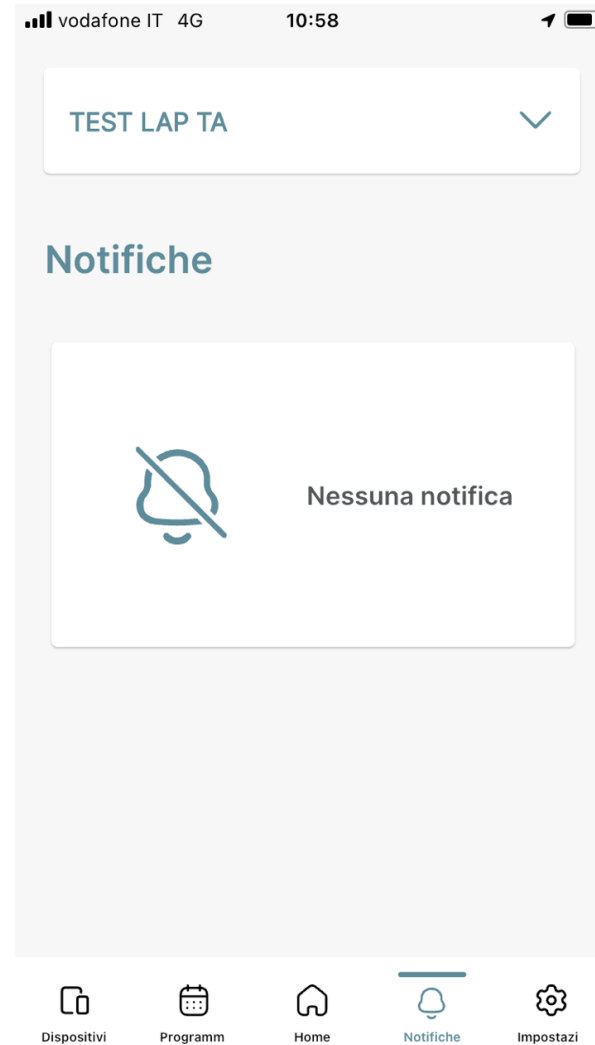 vodafone IT 4G 10:58
TEST LAP TA
Notifiche
Nessuna notifica
Dispositivi Programm Home Notifiche Impostazi